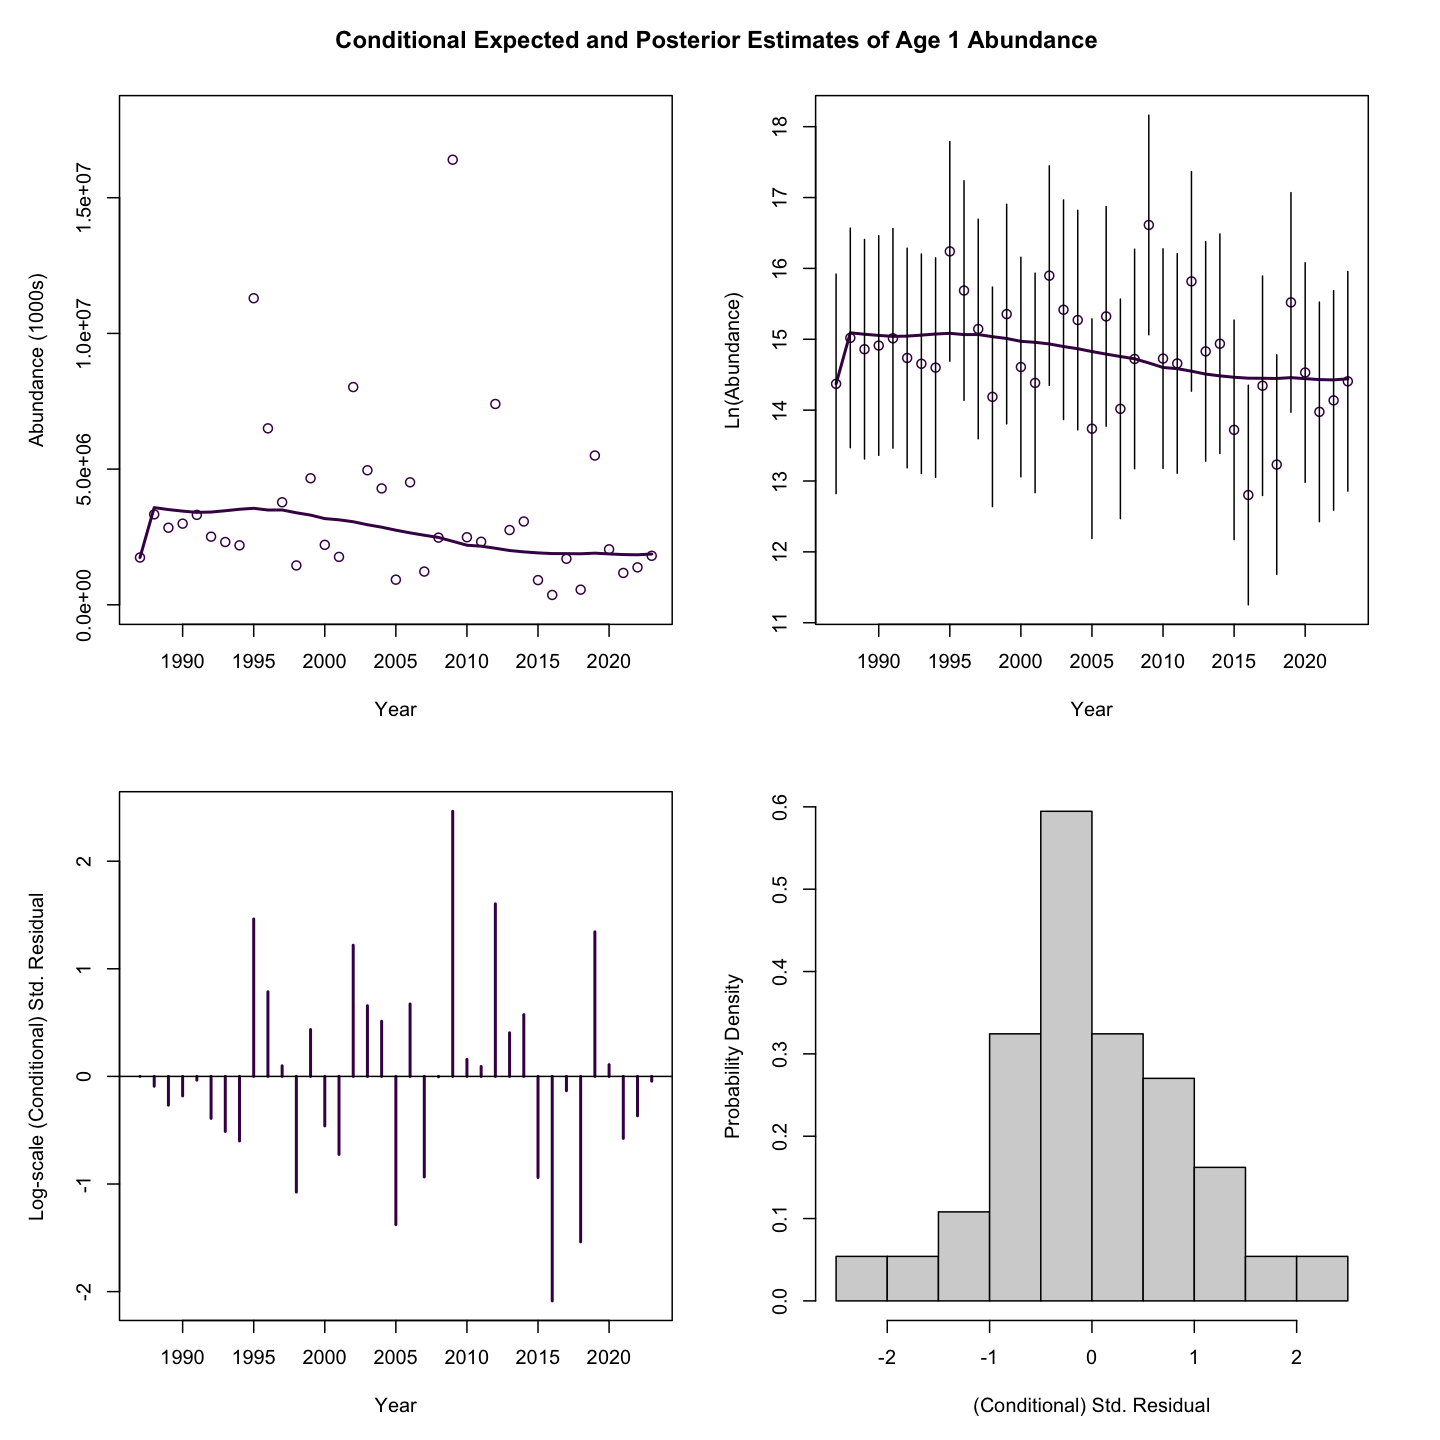 Conditional Expected and Posterior Estimates of Age 1 Abundance
Abundance (1000s)
0.0e+00 5.0e+06 1.0e+07 1.5e+07
1990 1995 2000 2005 2010 2015 2020
Year
Ln(Abundance)
11 12 13 14 15 16 17 18
1990 1995 2000 2005 2010 2015 2020
Year
Log-scale (Conditional) Std. Residual
-2 -1 0 1 2
1990 1995 2000 2005 2010 2015 2020
Year
Probability Density
0.0 0.1 0.2 0.3 0.4 0.5 0.6
-2 -1 0 1 2
(Conditional) Std. Residual